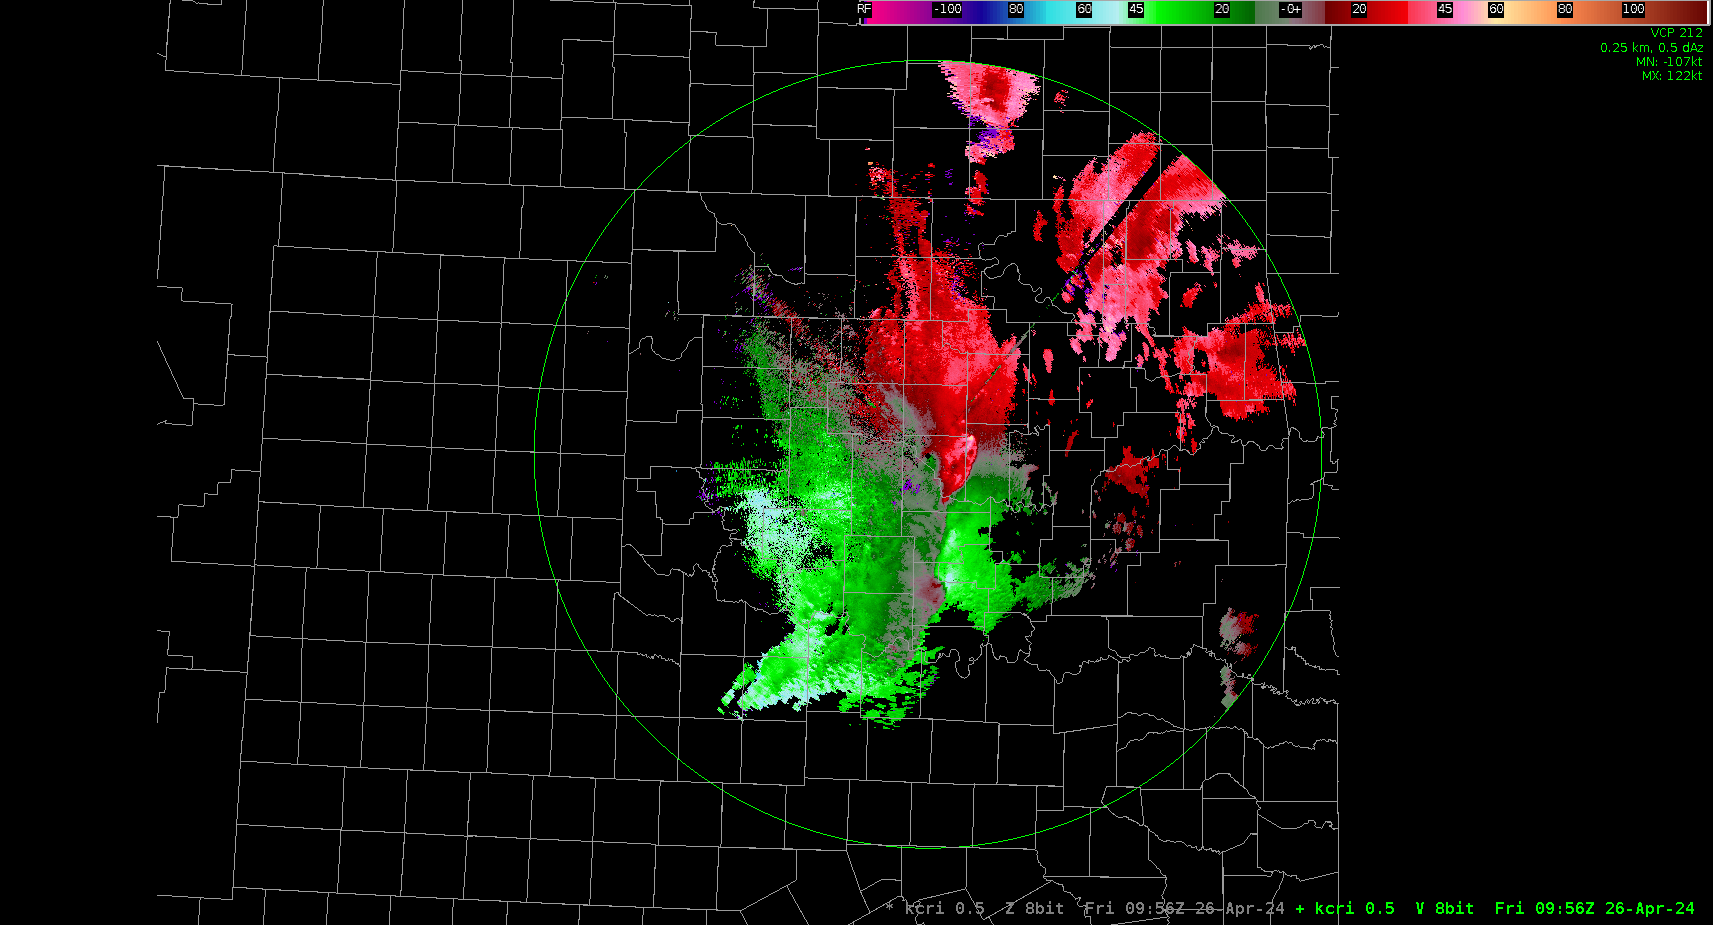 RF -100 80 60 45 20 -0+ 20 45 60 80 100
VCP 212
0.25 km, 0.5 dAz
MN: -107kt
MX: 122kt
* kcri 0.5 Z 8bit Fri 09:56Z 26-Apr-24 + kcri 0.5 V 8bit Fri 09:56Z 26-Apr-24